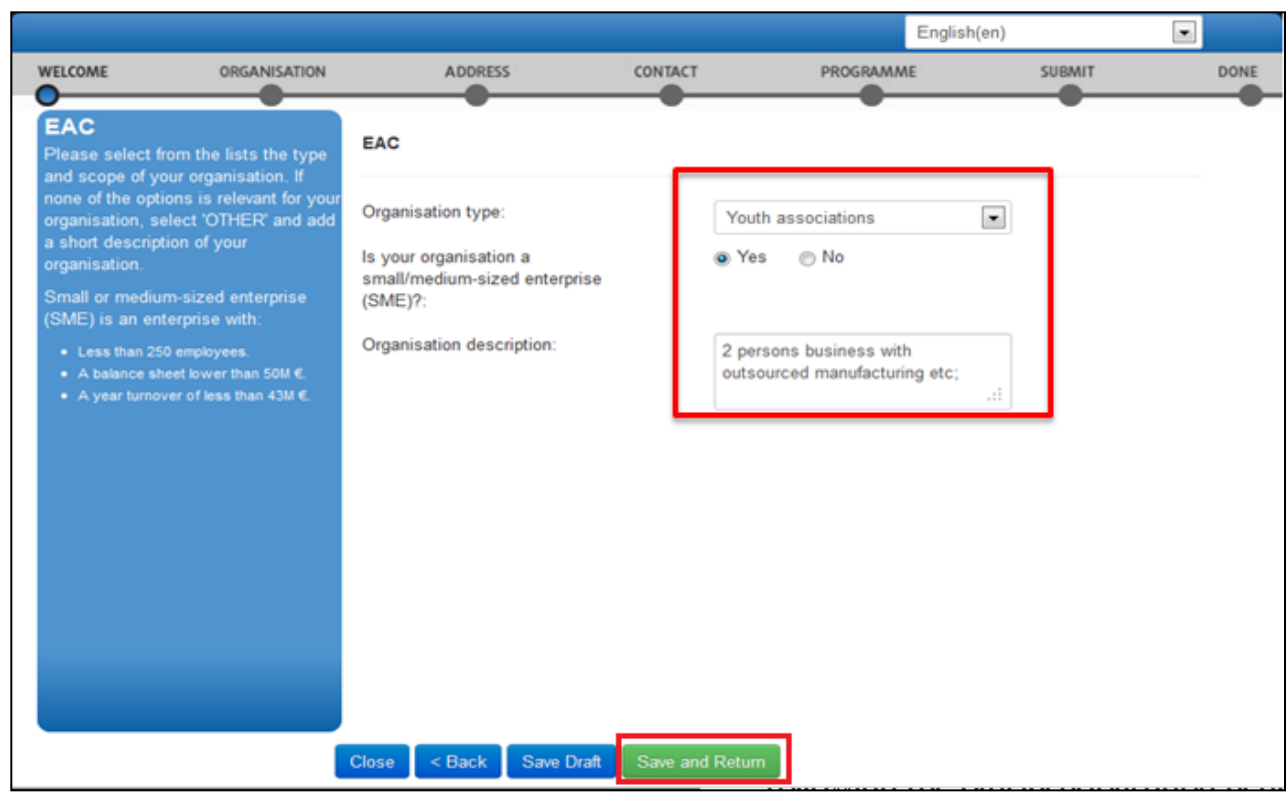 English(en)
WELCOME ORGANISATION ADDRESS CONTACT PROGRAMME SUBMIT DONE
EAC
Please select from the lists the type
and scope of your organisation. If
none of the options is relevant for your
organisation, select 'OTHER' and add
a short description of your
organisation.
Small or medium-sized enterprise
(SME) is an enterprise with:
• Less than 250 employees.
• A balance sheet lower than 50M €.
• A year turnover of less than 43M €.
EAC
Organisation type:
Youth associations
Is your organisation a
small/medium-sized enterprise
(SME)?:
Yes No
Organisation description:
2 persons business with
outsourced manufacturing etc;
Close < Back Save Draft Save and Return